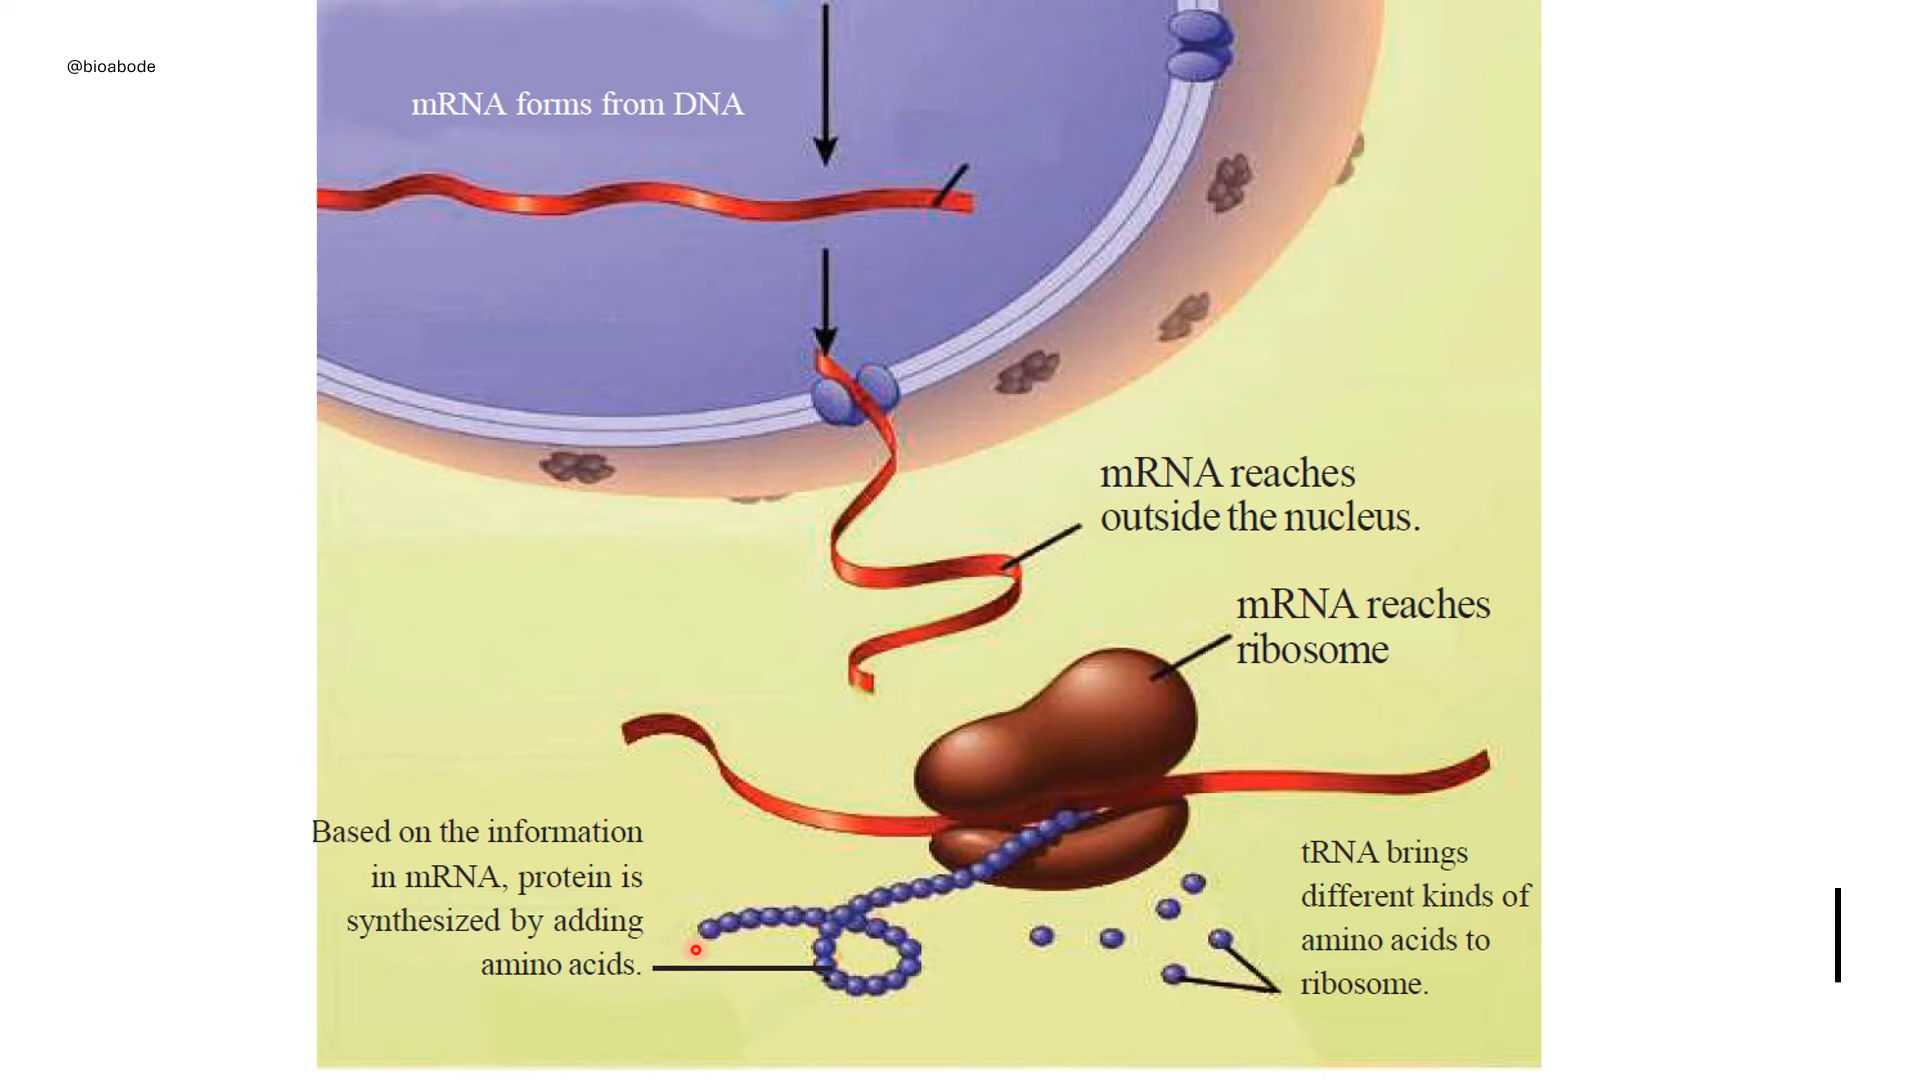 @bioabode
mRNA forms from DNA
mRNA reaches
outside the nucleus.
mRNA reaches
ribosome
Based on the information
in mRNA, protein is
synthesized by adding
amino acids.
tRNA brings
different kinds of
amino acids to
ribosome.